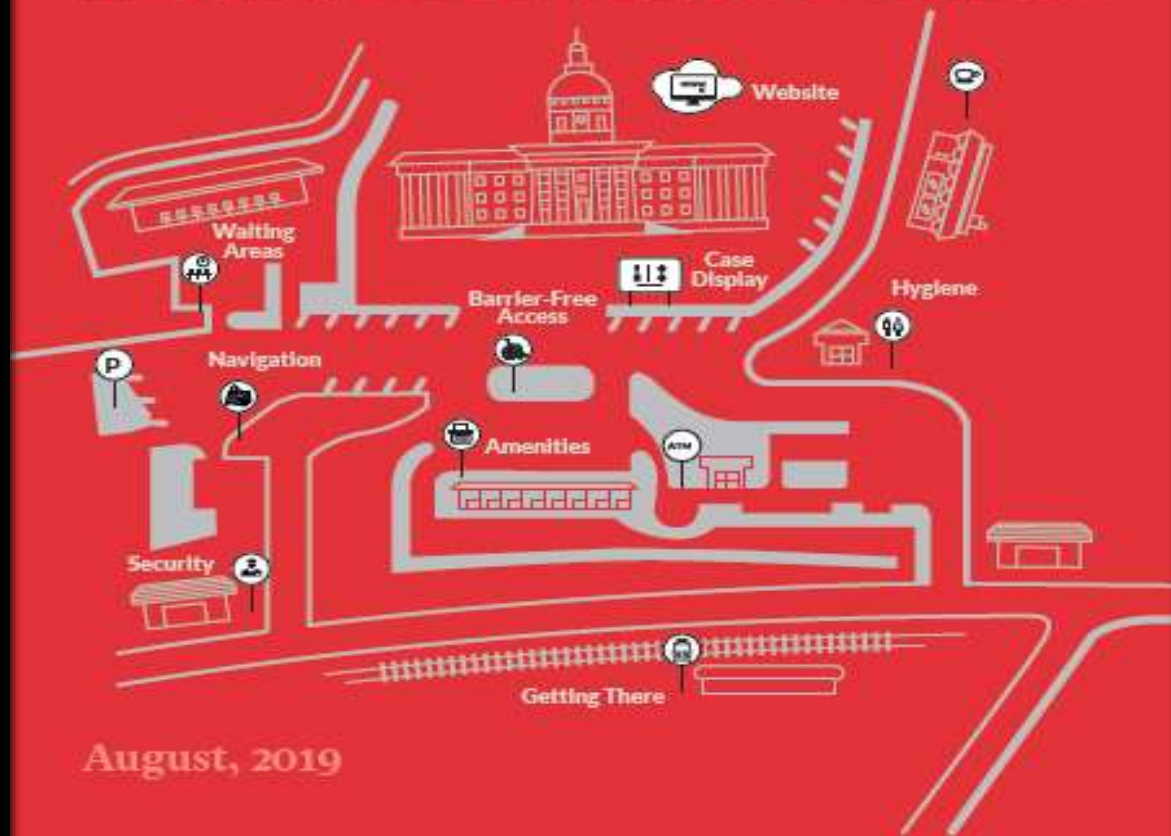 Website
Waiting
Areas
Case
Display
Barrier-Free
Access
Hygiene
P
Navigation
Amenities
ATM
Security
Getting There
August, 2019